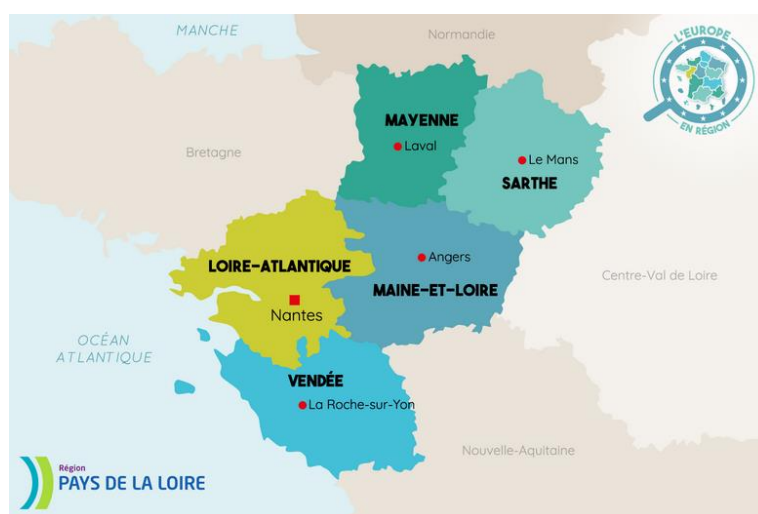 MANCHE
Normandie
L'EUROPE
EN RÉGION
MAYENNE
Laval
Bretagne
Le Mans
SARTHE
LOIRE-ATLANTIQUE
Angers
MAINE-ET-LOIRE
Centre-Val de Loire
Nantes
OCÉAN
ATLANTIQUE
VENDÉE
La Roche-sur-Yon
Nouvelle-Aquitaine
Région
PAYS DE LA LOIRE